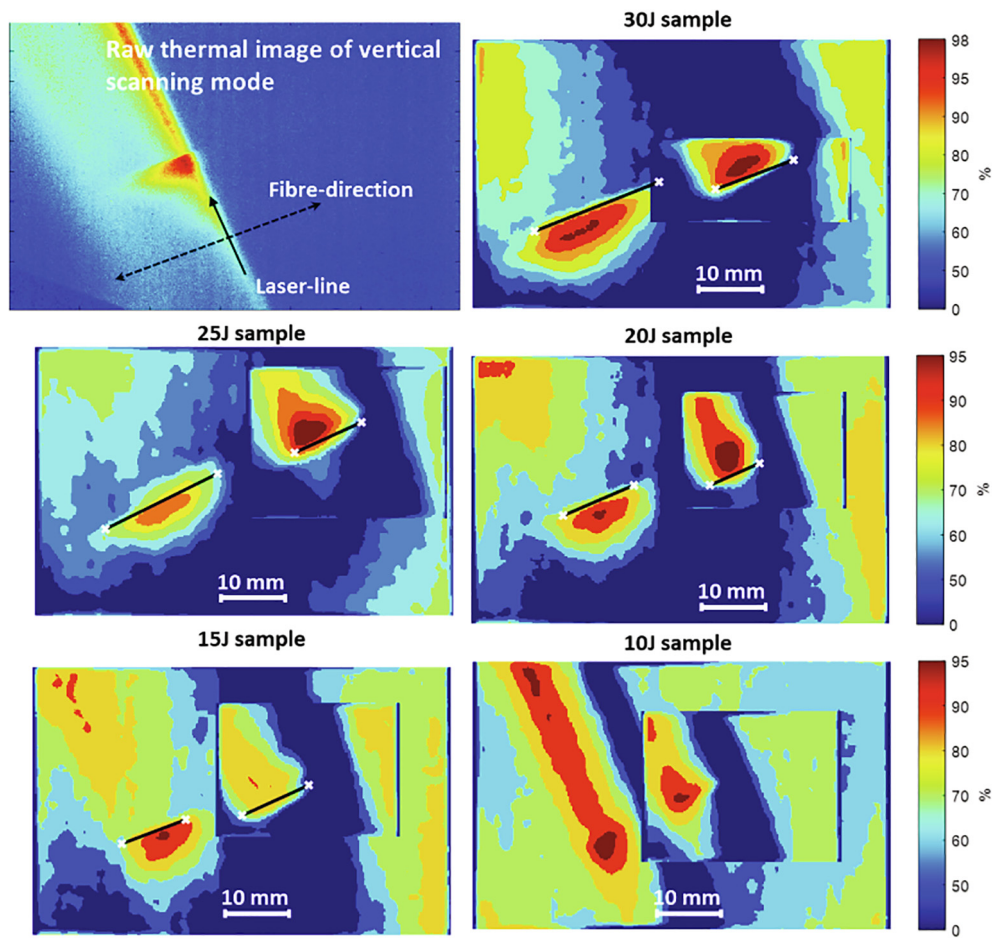 30J sample
Raw thermal image of vertical
scanning mode
Fibre-direction
Laser-line
10 mm
98
95
90
80
70
60
50
0
%
25J sample
10 mm
20J sample
10 mm
95
90
80
70
60
50
0
%
15J sample
10 mm
10J sample
10 mm
95
90
80
70
60
50
0
%